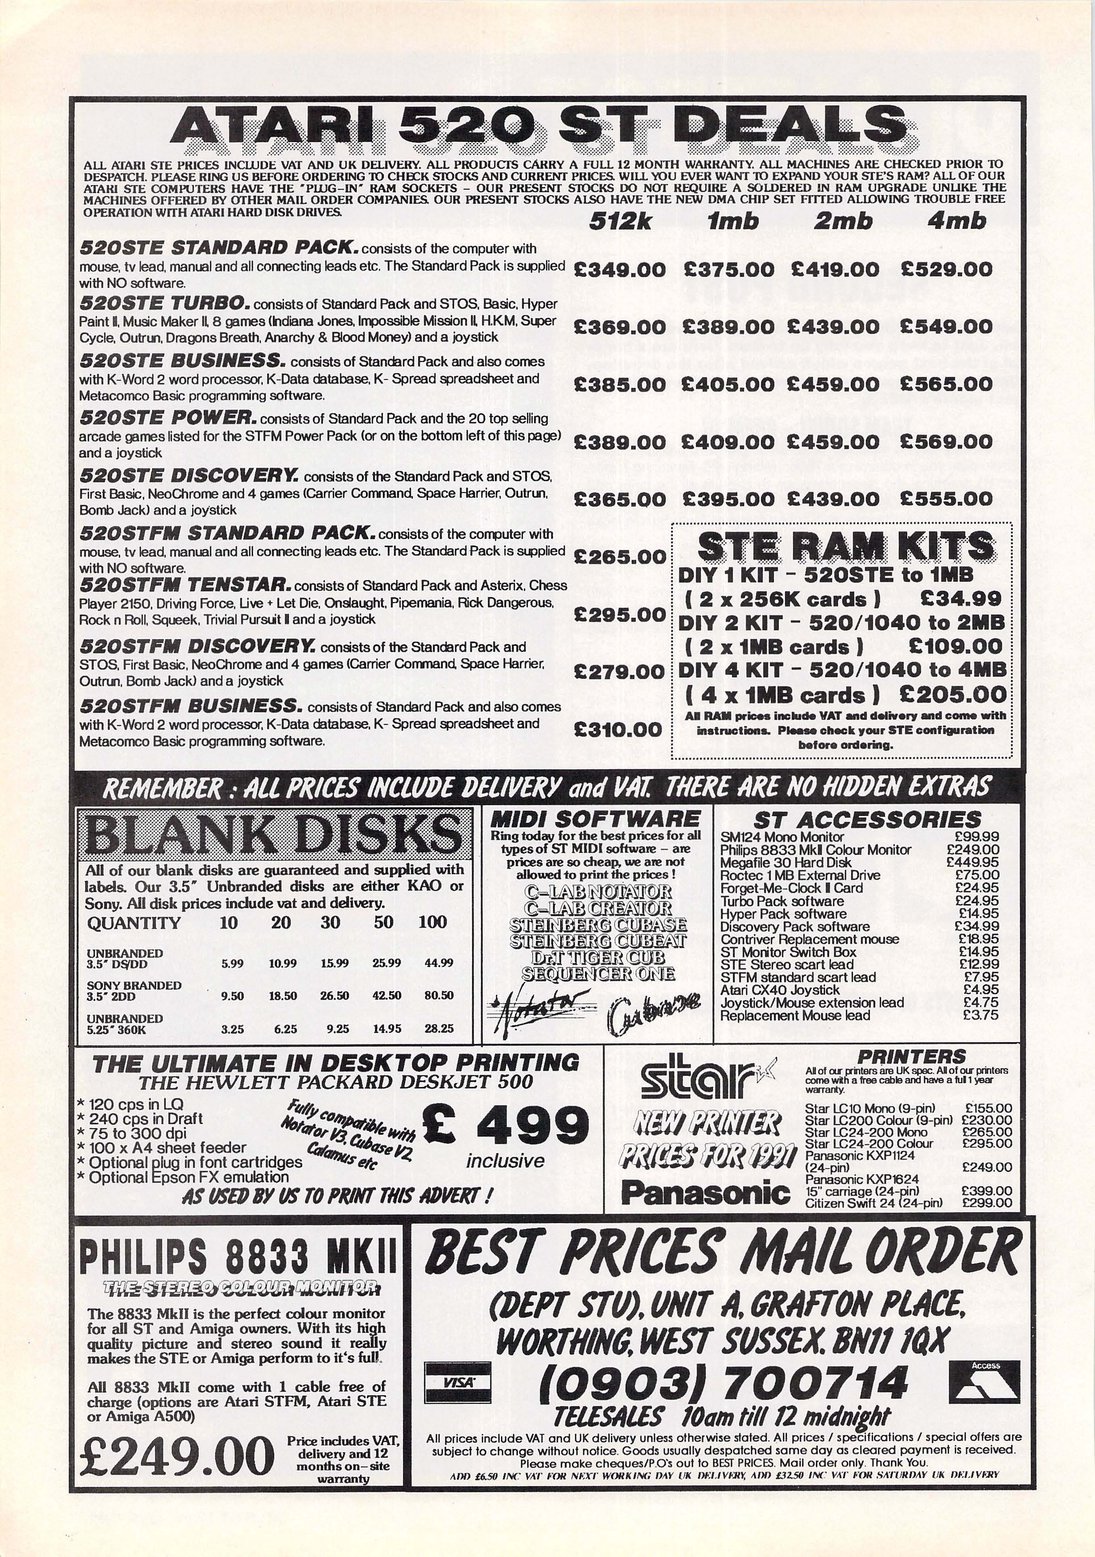 ATARI 520 ST DEALS
ALL ATARI STE PRICES INCLUDE VAT AND UK DELIVERY. ALL PRODUCTS CARRY A FULL 12 MONTH WARRANTY. ALL MACHINES ARE CHECKED PRIOR TO
DESPATCH. PLEASE RING US BEFORE ORDERING TO CHECK STOCKS AND CURRENT PRICES. WILL YOU EVER WANT TO EXPAND YOUR STE'S RAM? ALL OF OUR
ATARI STE COMPUTERS HAVE THE "PLUG-IN" RAM SOCKETS - OUR PRESENT STOCKS DO NOT REQUIRE A SOLDERED IN RAM UPGRADE UNLIKE THE
MACHINES OFFERED BY OTHER MAIL ORDER COMPANIES. OUR PRESENT STOCKS ALSO HAVE THE NEW DMA CHIP SET FITTED ALLOWING TROUBLE FREE
OPERATION WITH ATARI HARD DISK DRIVES.
512k 1mb 2mb 4mb
520STE STANDARD PACK. consists of the computer with
mouse, tv lead, manual and all connecting leads etc. The Standard Pack is supplied
with NO software.
£349.00 £375.00 £419.00 £529.00
520STE TURBO. consists of Standard Pack and STOS, Basic, Hyper
Paint II, Music Maker II, 8 games (Indiana Jones, Impossible Mission II, H.K.M, Super
Cycle, Outrun, Dragons Breath, Anarchy & Blood Money) and a joystick
£369.00 £389.00 £439.00 £549.00
520STE BUSINESS. consists of Standard Pack and also comes
with K-Word 2 word processor, K-Data database, K- Spread spreadsheet and
Metacomco Basic programming software.
£385.00 £405.00 £459.00 £565.00
520STE POWER. consists of Standard Pack and the 20 top selling
arcade games listed for the STFM Power Pack (or on the bottom left of this page)
and a joystick
£389.00 £409.00 £459.00 £569.00
520STE DISCOVERY. consists of the Standard Pack and STOS,
First Basic, NeoChrome and 4 games (Carrier Command, Space Harrier, Outrun,
Bomb Jack) and a joystick
£365.00 £395.00 £439.00 £555.00
520STFM STANDARD PACK. consists of the computer with
mouse, tv lead, manual and all connecting leads etc. The Standard Pack is supplied
with NO software.
£265.00
520STFM TENSTAR. consists of Standard Pack and Asterix, Chess
Player 2150, Driving Force, Live + Let Die, Onslaught, Pipemania, Rick Dangerous,
Rock n Roll, Squeek, Trivial Pursuit II and a joystick
£295.00
520STFM DISCOVERY. consists of the Standard Pack and
STOS, First Basic, NeoChrome and 4 games (Carrier Command, Space Harrier,
Outrun, Bomb Jack) and a joystick
£279.00
520STFM BUSINESS. consists of Standard Pack and also comes
with K-Word 2 word processor, K-Data database, K- Spread spreadsheet and
Metacomco Basic programming software.
£310.00
STE RAM KITS
DIY 1 KIT - 520STE to 1MB
( 2 x 256K cards ) £34.99
DIY 2 KIT - 520/1040 to 2MB
( 2 x 1MB cards ) £109.00
DIY 4 KIT - 520/1040 to 4MB
( 4 x 1MB cards ) £205.00
All RAM prices include VAT and delivery and come with
instructions. Please check your STE configuration
before ordering.
REMEMBER : ALL PRICES INCLUDE DELIVERY and VAT. THERE ARE NO HIDDEN EXTRAS
BLANK DISKS
All of our blank disks are guaranteed and supplied with
labels. Our 3.5" Unbranded disks are either KAO or
Sony. All disk prices include vat and delivery.
QUANTITY 10 20 30 50 100
UNBRANDED
3.5" DS/DD 5.99 10.99 15.99 25.99 44.99
SONY BRANDED
3.5" 2DD 9.50 18.50 26.50 42.50 80.50
UNBRANDED
5.25" 360K 3.25 6.25 9.25 14.95 28.25
MIDI SOFTWARE
Ring today for the best prices for all
types of ST MIDI software - are
prices are so cheap, we are not
allowed to print the prices !
C-LAB NOTATOR
C-LAB CREATOR
STEINBERG CUBASE
STEINBERG CUBEAT
Dr.T TIGER CUB
SEQUENCER ONE
Notator Cubase
ST ACCESSORIES
SM124 Mono Monitor £99.99
Philips 8833 MkII Colour Monitor £249.00
Megafile 30 Hard Disk £449.95
Roctec 1 MB External Drive £75.00
Forget-Me-Clock II Card £24.95
Turbo Pack software £24.95
Hyper Pack software £14.95
Discovery Pack software £34.99
Contriver Replacement mouse £18.95
ST Monitor Switch Box £14.95
STE Stereo scart lead £12.99
STFM standard scart lead £7.95
Atari CX40 Joystick £4.95
Joystick/Mouse extension lead £4.75
Replacement Mouse lead £3.75
THE ULTIMATE IN DESKTOP PRINTING
THE HEWLETT PACKARD DESKJET 500
* 120 cps in LQ
* 240 cps in Draft
* 75 to 300 dpi
* 100 x A4 sheet feeder
* Optional plug in font cartridges
* Optional Epson FX emulation
Fully compatible with
Notator V3, Cubase V2,
Calamus etc
£ 499
inclusive
AS USED BY US TO PRINT THIS ADVERT !
star
NEW PRINTER
PRICES FOR 1991
Panasonic
PRINTERS
All of our printers are UK spec. All of our printers
come with a free cable and have a full 1 year
warranty.
Star LC10 Mono (9-pin) £155.00
Star LC200 Colour (9-pin) £230.00
Star LC24-200 Mono £265.00
Star LC24-200 Colour £295.00
Panasonic KXP1124
(24-pin) £249.00
Panasonic KXP1624
15" carriage (24-pin) £399.00
Citizen Swift 24 (24-pin) £299.00
PHILIPS 8833 MKII
THE STEREO COLOUR MONITOR
The 8833 MkII is the perfect colour monitor
for all ST and Amiga owners. With its high
quality picture and stereo sound it really
makes the STE or Amiga perform to it's full.
All 8833 MkII come with 1 cable free of
charge (options are Atari STFM, Atari STE
or Amiga A500)
£249.00
Price includes VAT,
delivery and 12
months on-site
warranty
BEST PRICES MAIL ORDER
(DEPT STU), UNIT A, GRAFTON PLACE,
WORTHING, WEST SUSSEX. BN11 1QX
VISA
(0903) 700714
Access
TELESALES 10am till 12 midnight
All prices include VAT and UK delivery unless otherwise stated. All prices / specifications / special offers are
subject to change without notice. Goods usually despatched same day as cleared payment is received.
Please make cheques/P.O's out to BEST PRICES. Mail order only. Thank You.
ADD £6.50 INC VAT FOR NEXT WORKING DAY UK DELIVERY, ADD £32.50 INC VAT FOR SATURDAY UK DELIVERY